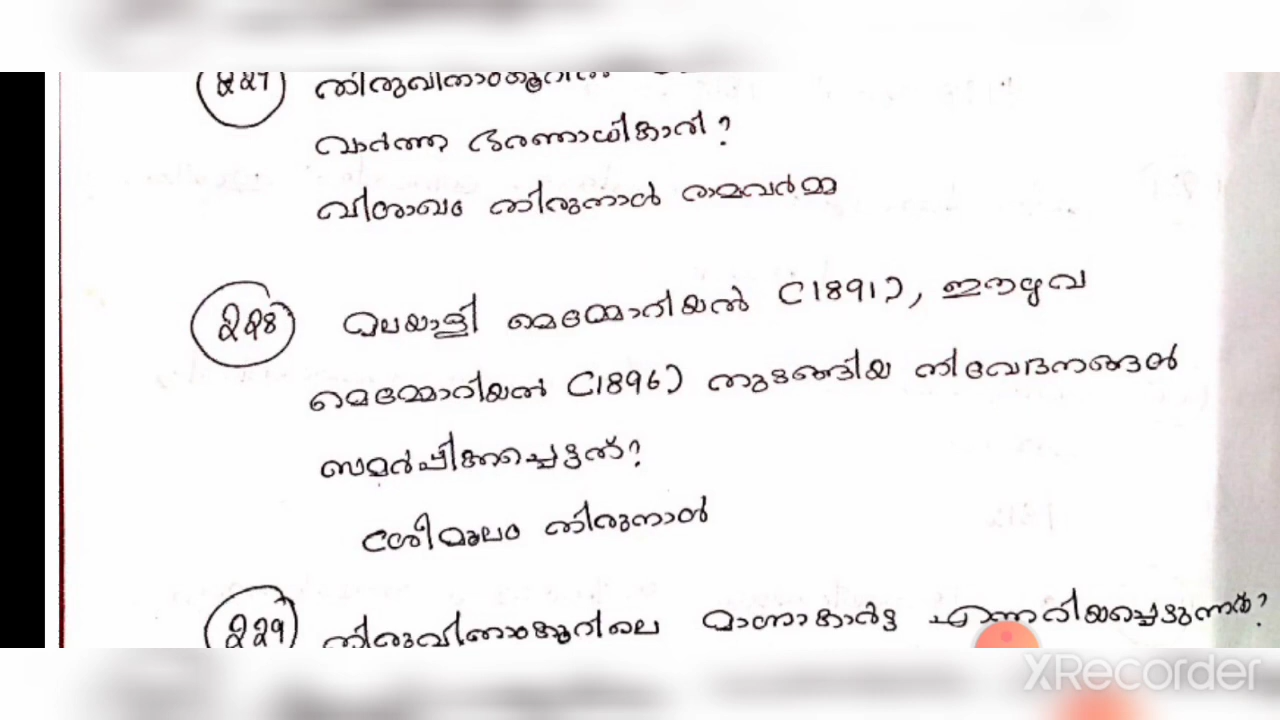 227 തിരുവിതാംകൂറിൽ
വാർത്ത ഭരണാധികാരി?
വിശാഖം തിരുനാൾ രാമവർമ്മ
228 മലയാളി മെമ്മോറിയൽ (1891), ഈഴവ
മെമ്മോറിയൽ (1896) തുടങ്ങിയ നിവേദനങ്ങൾ
സമർപ്പിക്കപ്പെട്ടത്?
ശ്രീമൂലം തിരുനാൾ
229 തിരുവിതാംകൂറിലെ മാഗ്നാകാർട്ട എന്നറിയപ്പെടുന്നത്?
XRecorder